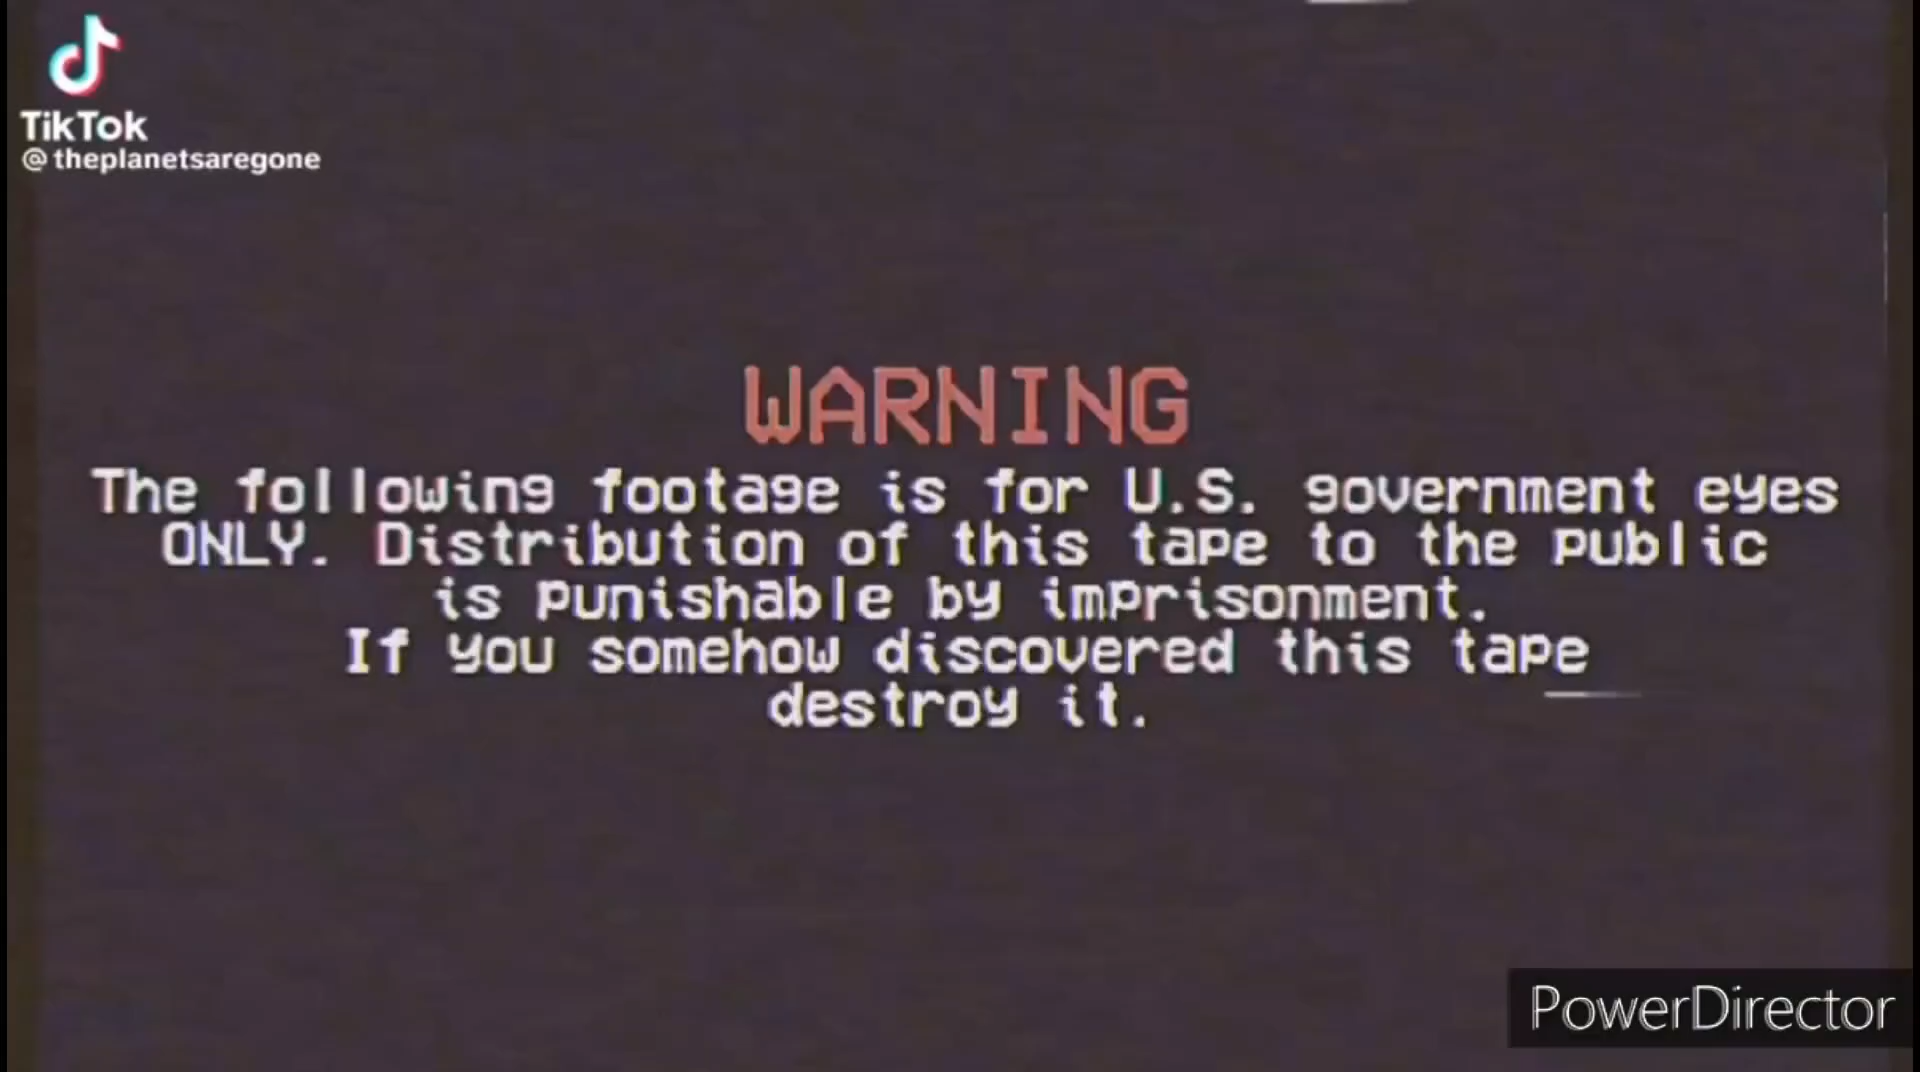 TikTok
@theplanetsaregone
WARNING
The following footage is for U.S. government eyes
ONLY. Distribution of this tape to the public
is punishable by imprisonment.
If you somehow discovered this tape
destroy it.
PowerDirector